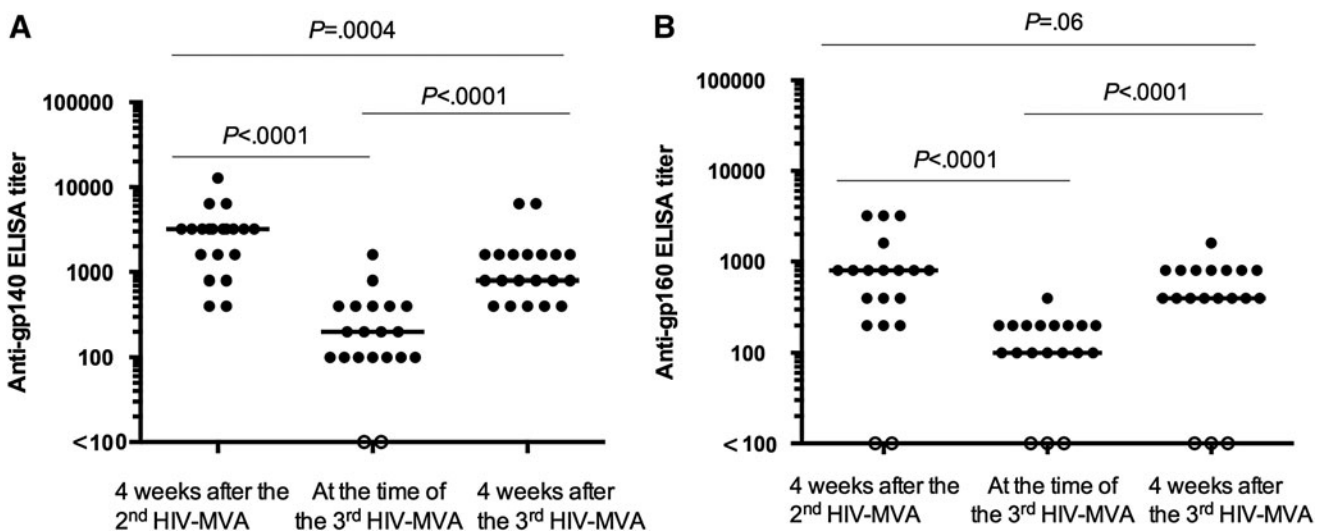 A
P=.0004
P<.0001
P<.0001
Anti-gp140 ELISA titer
100000
10000
1000
100
<100
4 weeks after the
2nd HIV-MVA
At the time of
the 3rd HIV-MVA
4 weeks after
the 3rd HIV-MVA
B
P=.06
P<.0001
P<.0001
Anti-gp160 ELISA titer
100000
10000
1000
100
<100
4 weeks after the
2nd HIV-MVA
At the time of
the 3rd HIV-MVA
4 weeks after
the 3rd HIV-MVA